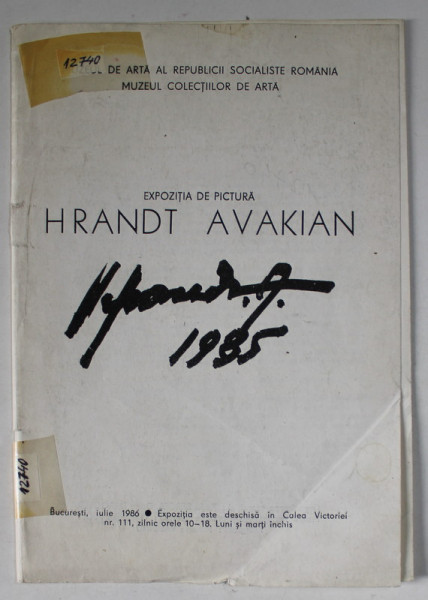 12740
DE ARTĂ AL REPUBLICII SOCIALISTE ROMÂNIA
MUZEUL COLECȚIILOR DE ARTĂ
EXPOZIȚIA DE PICTURĂ
HRANDT AVAKIAN
Hrandt.A.
1985
12740
București, iulie 1986 ● Expoziția este deschisă în Calea Victoriei
nr. 111, zilnic orele 10–18. Luni și marți închis